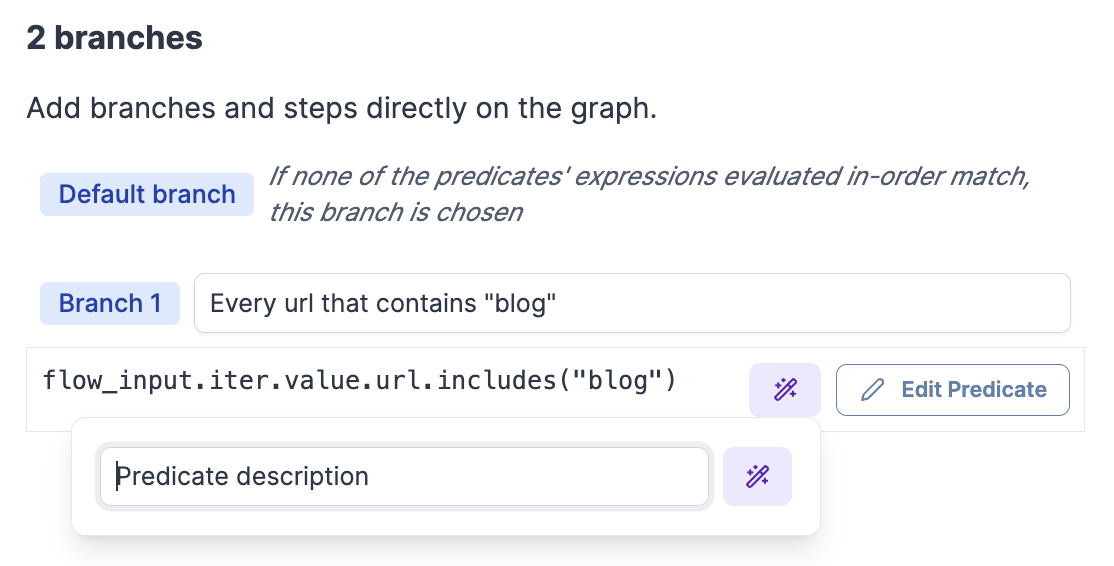 2 branches
Add branches and steps directly on the graph.
Default branch
If none of the predicates' expressions evaluated in-order match,
this branch is chosen
Branch 1
Every url that contains "blog"
flow_input.iter.value.url.includes("blog")
Edit Predicate
Predicate description